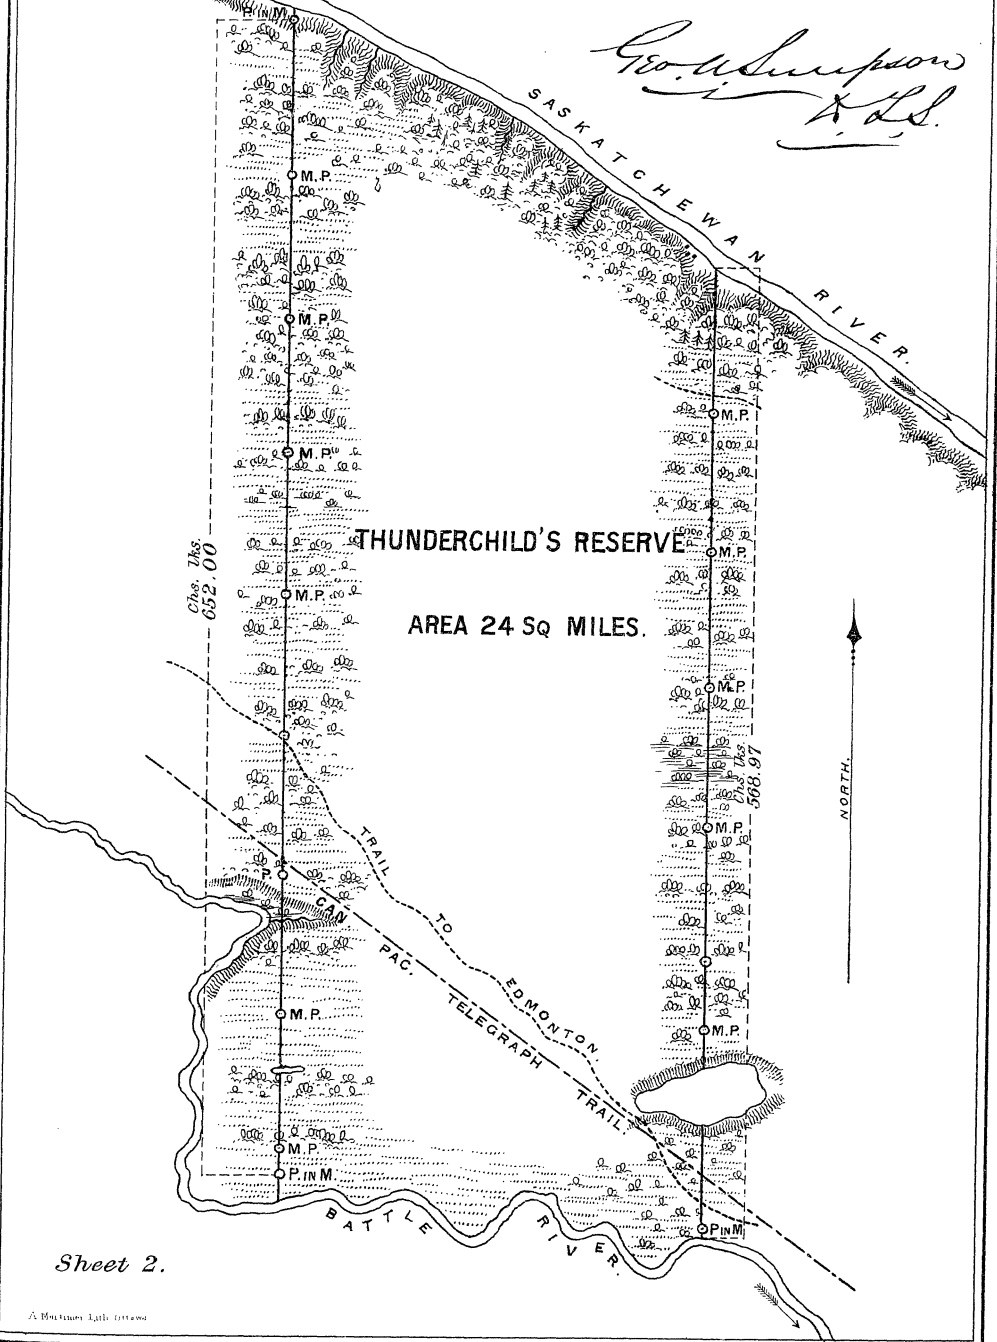 P. IN M.
Geo. A. Simpson
D. L. S.
SASKATCHEWAN RIVER.
M.P.
M.P.
M.P.
M.P.
M.P.
THUNDERCHILD'S RESERVE
M.P.
Chs. lks.
652.00
M.P.
AREA 24 SQ MILES.
M.P.
Chs. lks.
568.97
NORTH.
M.P.
TRAIL TO EDMONTON
P.
CAN PAC. TELEGRAPH TRAIL.
M.P.
M.P.
M.P.
P. IN M.
BATTLE RIVER.
P IN M
Sheet 2.
A Mortimer Lith Ottawa